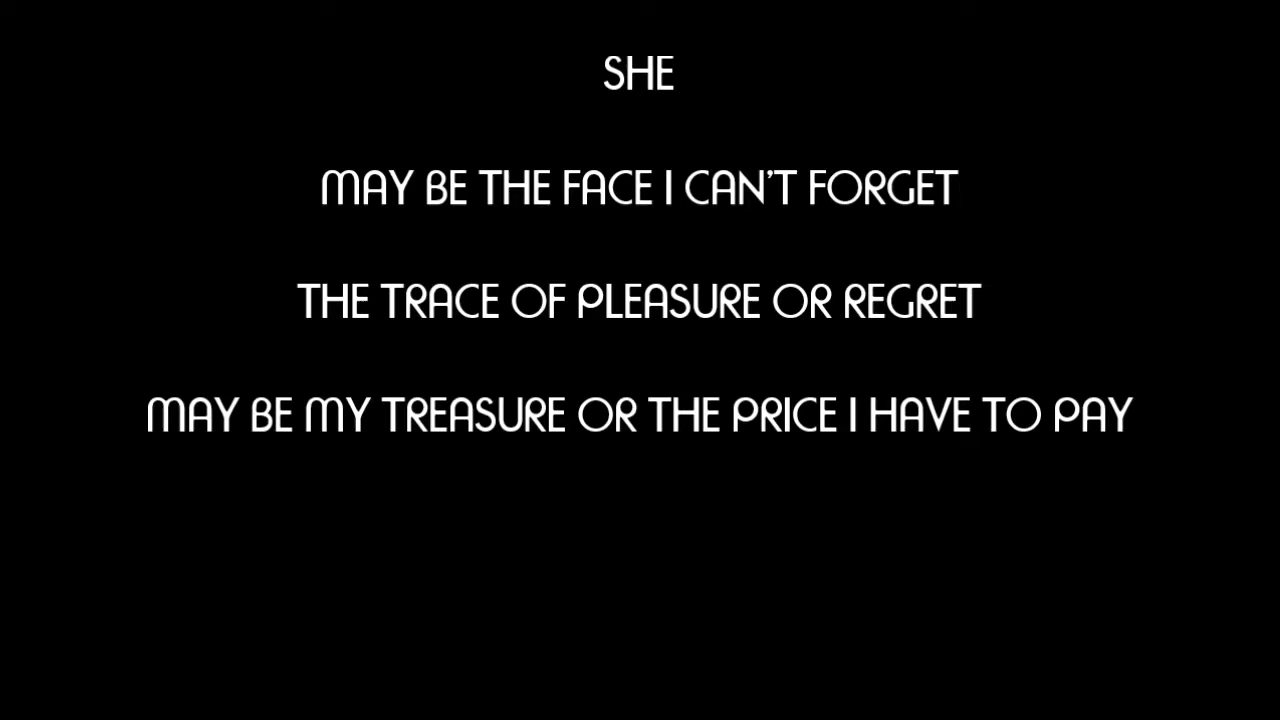 SHE
MAY BE THE FACE I CAN'T FORGET
THE TRACE OF PLEASURE OR REGRET
MAY BE MY TREASURE OR THE PRICE I HAVE TO PAY